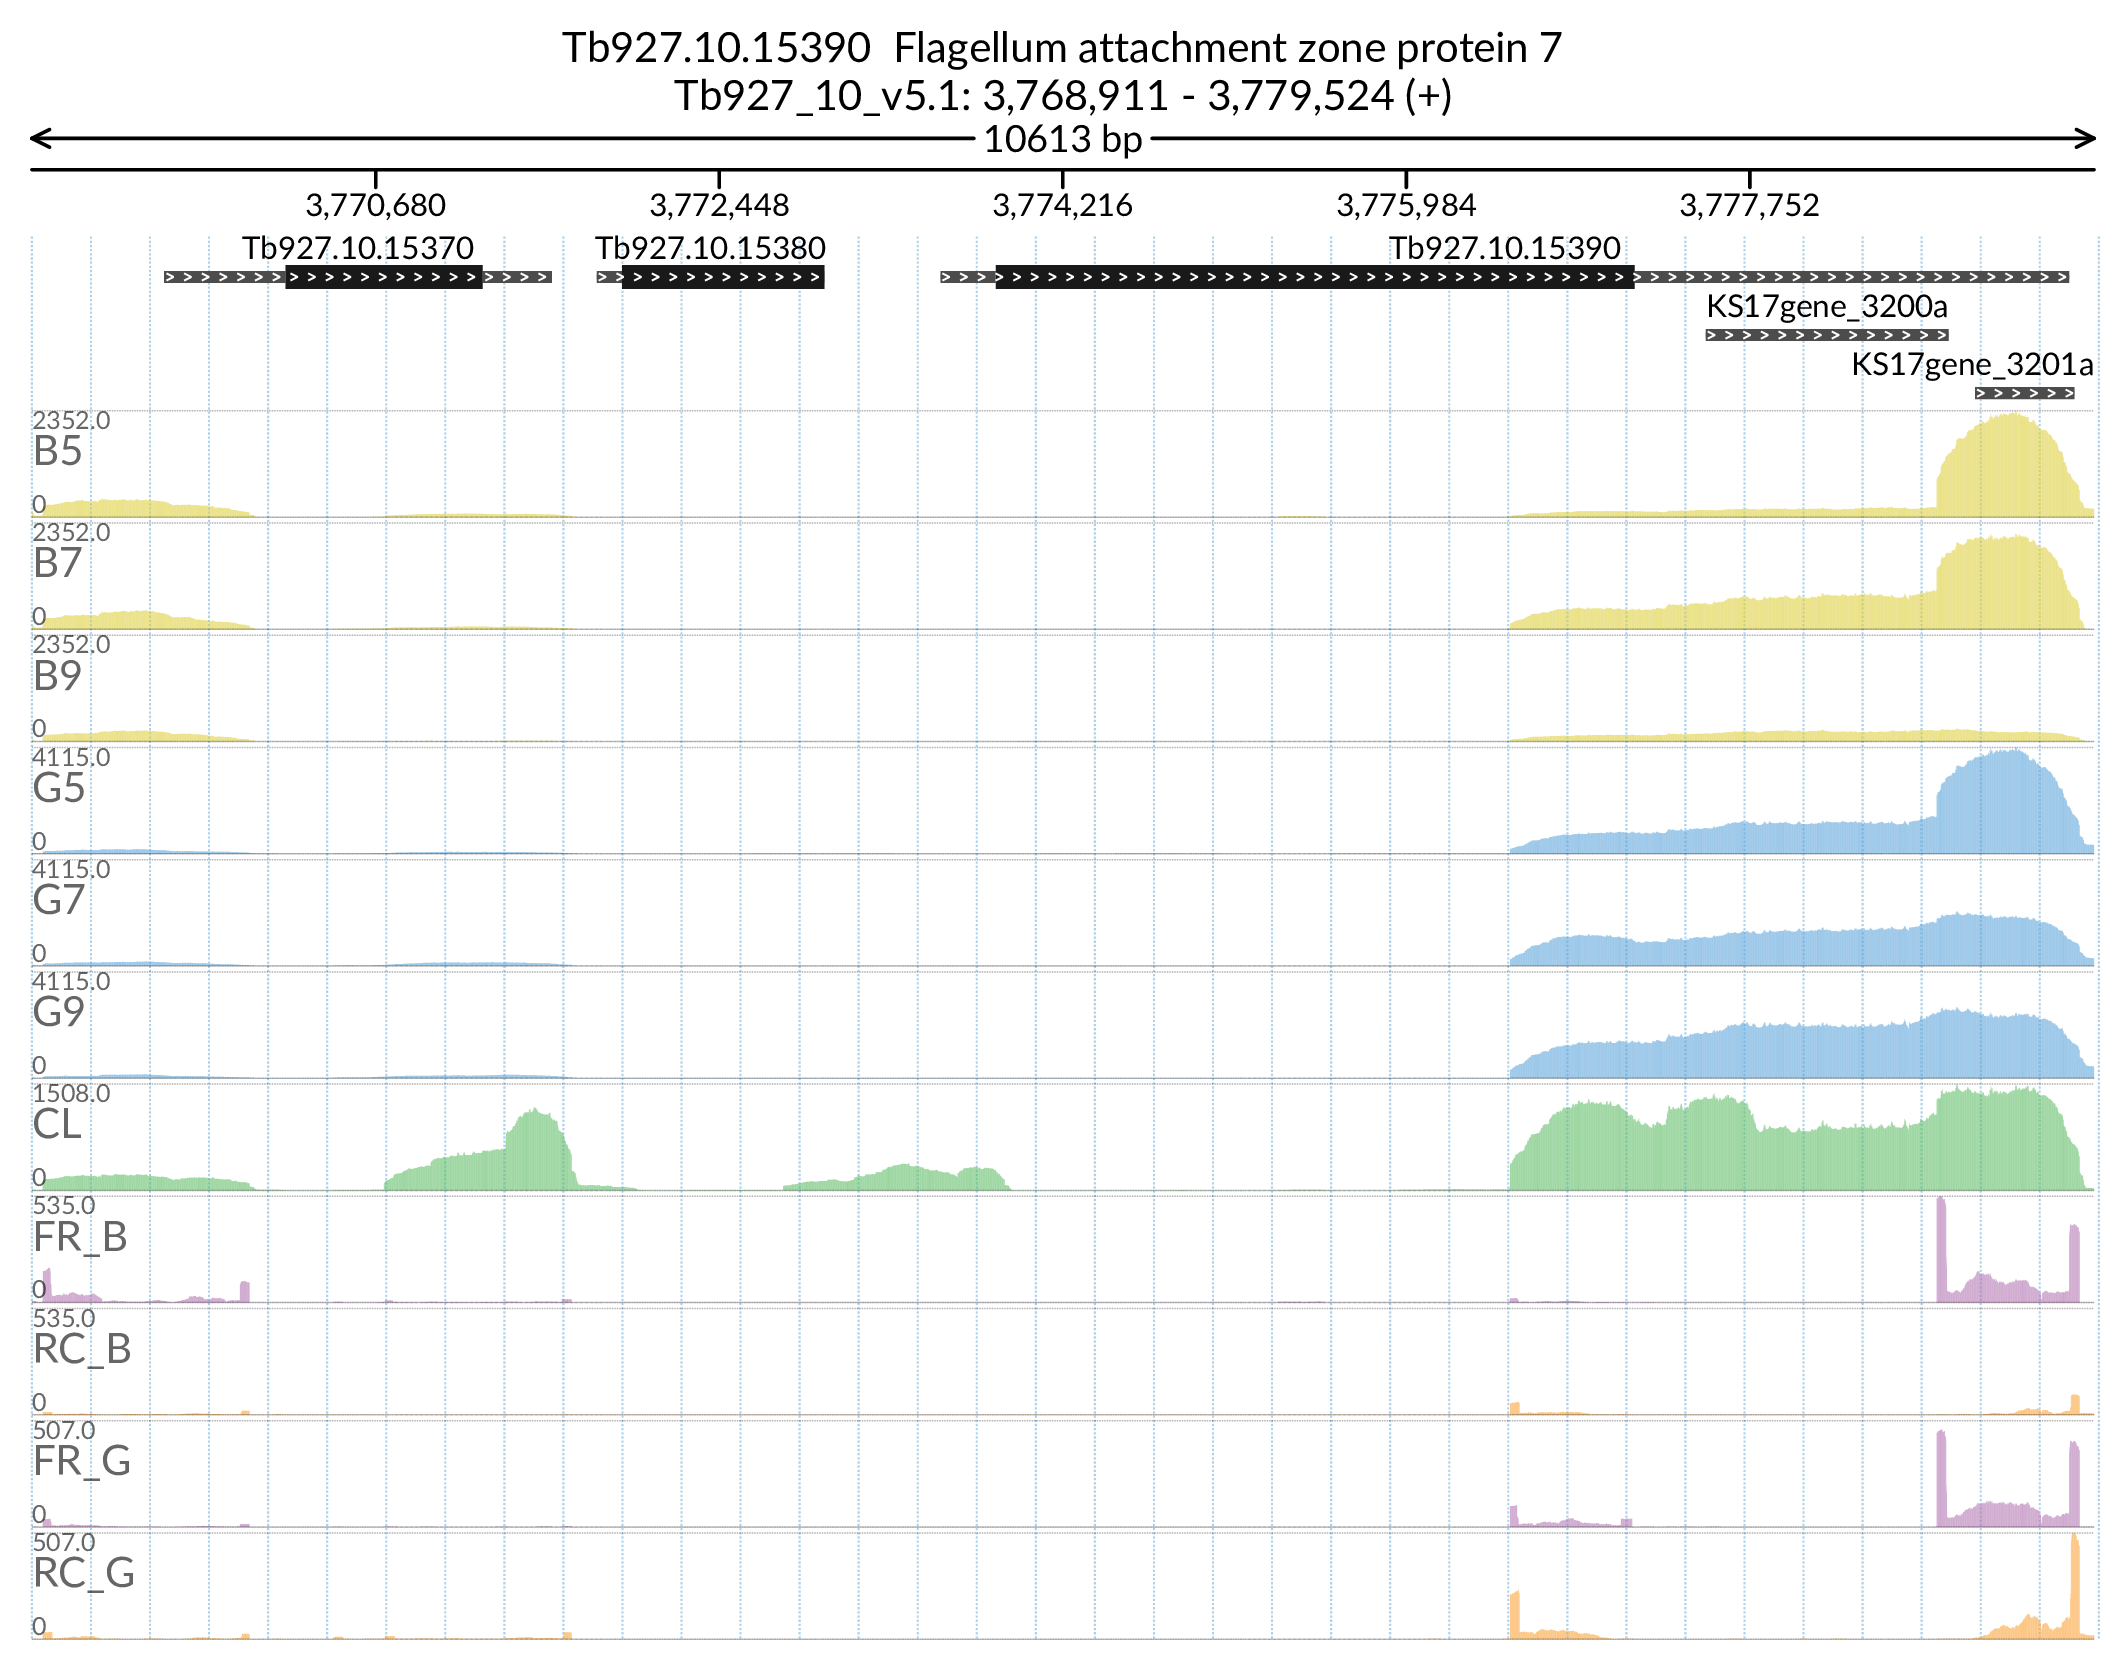 Tb927.10.15390  Flagellum attachment zone protein 7
Tb927_10_v5.1: 3,768,911 - 3,779,524 (+)
10613 bp
3,770,680 3,772,448 3,774,216 3,775,984 3,777,752
Tb927.10.15370 Tb927.10.15380 Tb927.10.15390
KS17gene_3200a
KS17gene_3201a
2352.0
B5
0
2352.0
B7
0
2352.0
B9
0
4115.0
G5
0
4115.0
G7
0
4115.0
G9
0
1508.0
CL
0
535.0
FR_B
0
535.0
RC_B
0
507.0
FR_G
0
507.0
RC_G
0